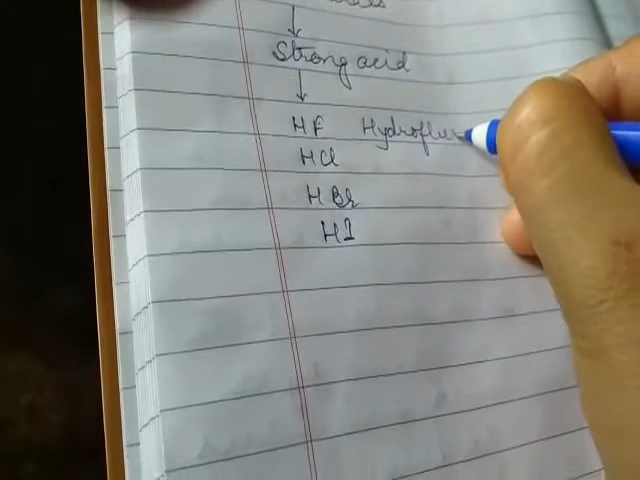 ↓
Strong acid
↓
HF Hydroflu
HCl
HBr
HI